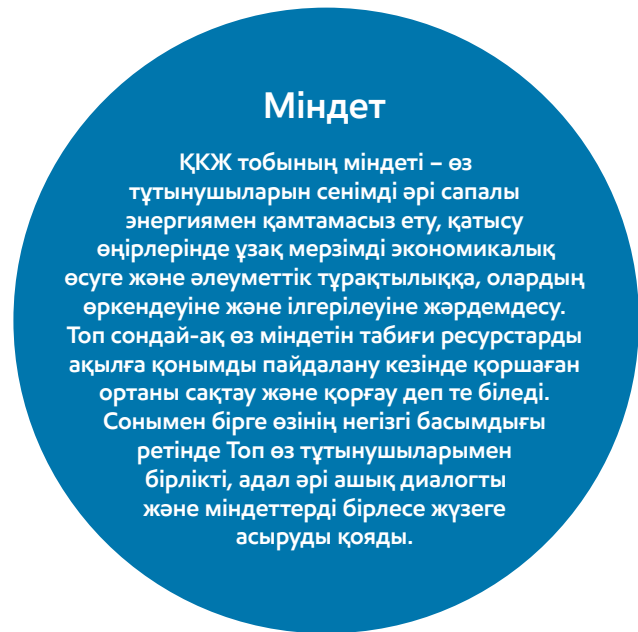 Міндет
ҚКЖ тобының міндеті – өз
тұтынушыларын сенімді әрі сапалы
энергиямен қамтамасыз ету, қатысу
өңірлерінде ұзақ мерзімді экономикалық
өсуге және әлеуметтік тұрақтылыққа, олардың
өркендеуіне және ілгерілеуіне жәрдемдесу.
Топ сондай-ақ өз міндетін табиғи ресурстарды
ақылға қонымды пайдалану кезінде қоршаған
ортаны сақтау және қорғау деп те біледі.
Сонымен бірге өзінің негізгі басымдығы
ретінде Топ өз тұтынушыларымен
бірлікті, адал әрі ашық диалогты
және міндеттерді бірлесе жүзеге
асыруды қояды.